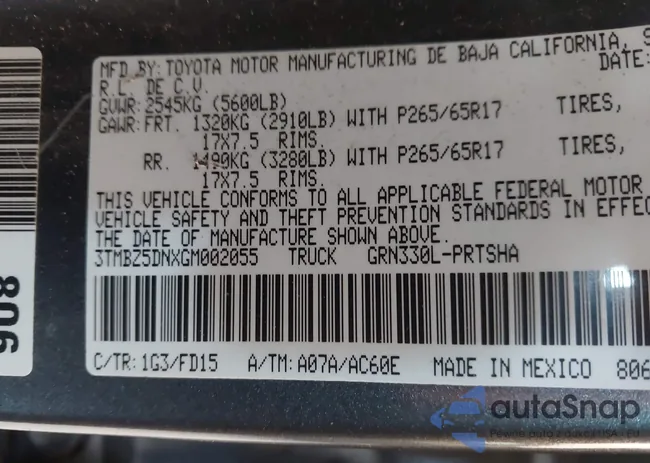 MFD BY: TOYOTA MOTOR MANUFACTURING DE BAJA CALIFORNIA, S
R.L. DE C.V. DATE:
GVWR: 2545KG (5600LB)
GAWR: FRT. 1320KG (2910LB) WITH P265/65R17 TIRES,
17X7.5 RIMS.
RR. 1490KG (3280LB) WITH P265/65R17 TIRES,
17X7.5 RIMS.
THIS VEHICLE CONFORMS TO ALL APPLICABLE FEDERAL MOTOR
VEHICLE SAFETY AND THEFT PREVENTION STANDARDS IN EFFEC
THE DATE OF MANUFACTURE SHOWN ABOVE.
3TMBZ5DNXGM002055 TRUCK GRN330L-PRTSHA
C/TR: 1G3/FD15 A/TM: A07A/AC60E MADE IN MEXICO 806
908
autaSnap